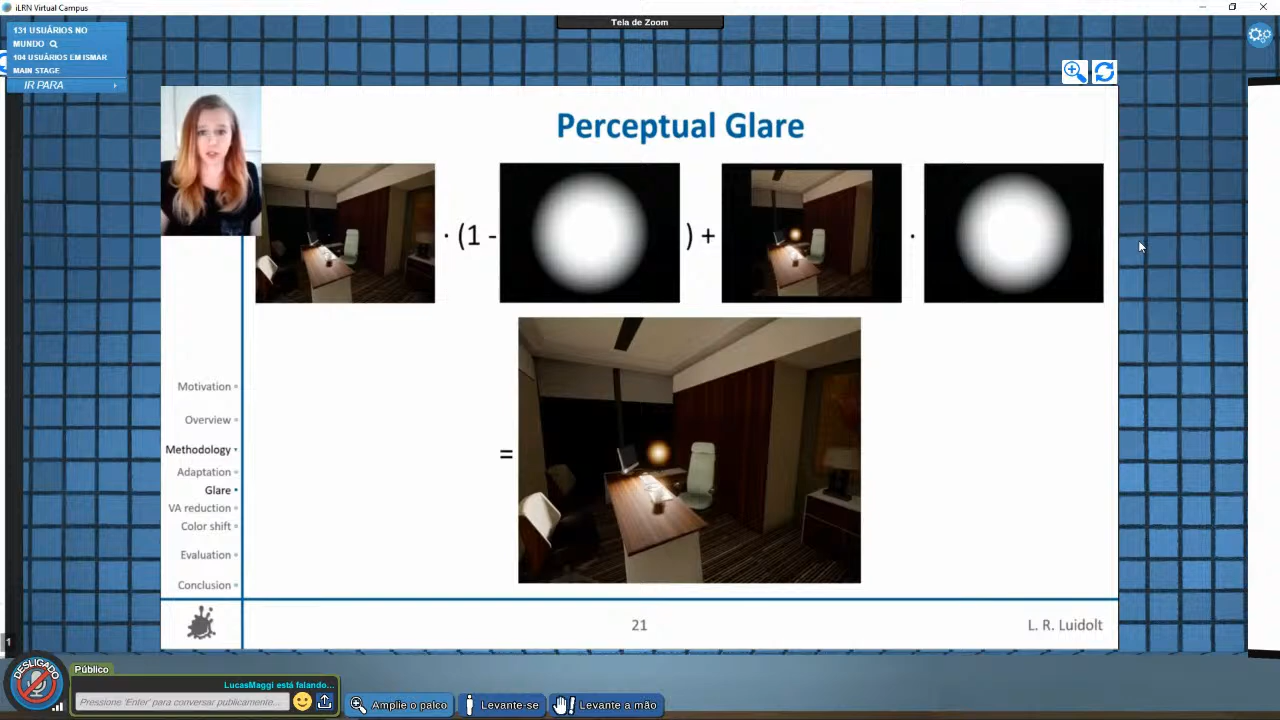 iLRN Virtual Campus
Tela de Zoom
131 USUÁRIOS NO
MUNDO
104 USUÁRIOS EM ISMAR
MAIN STAGE
IR PARA
Perceptual Glare
· (1 -
) +
·
=
Motivation
Overview
Methodology
Adaptation
Glare
VA reduction
Color shift
Evaluation
Conclusion
21
L. R. Luidolt
1
DESLIGADO
Público
LucasMaggi está falando...
Pressione 'Enter' para conversar publicamente...
Amplie o palco
Levante-se
Levante a mão